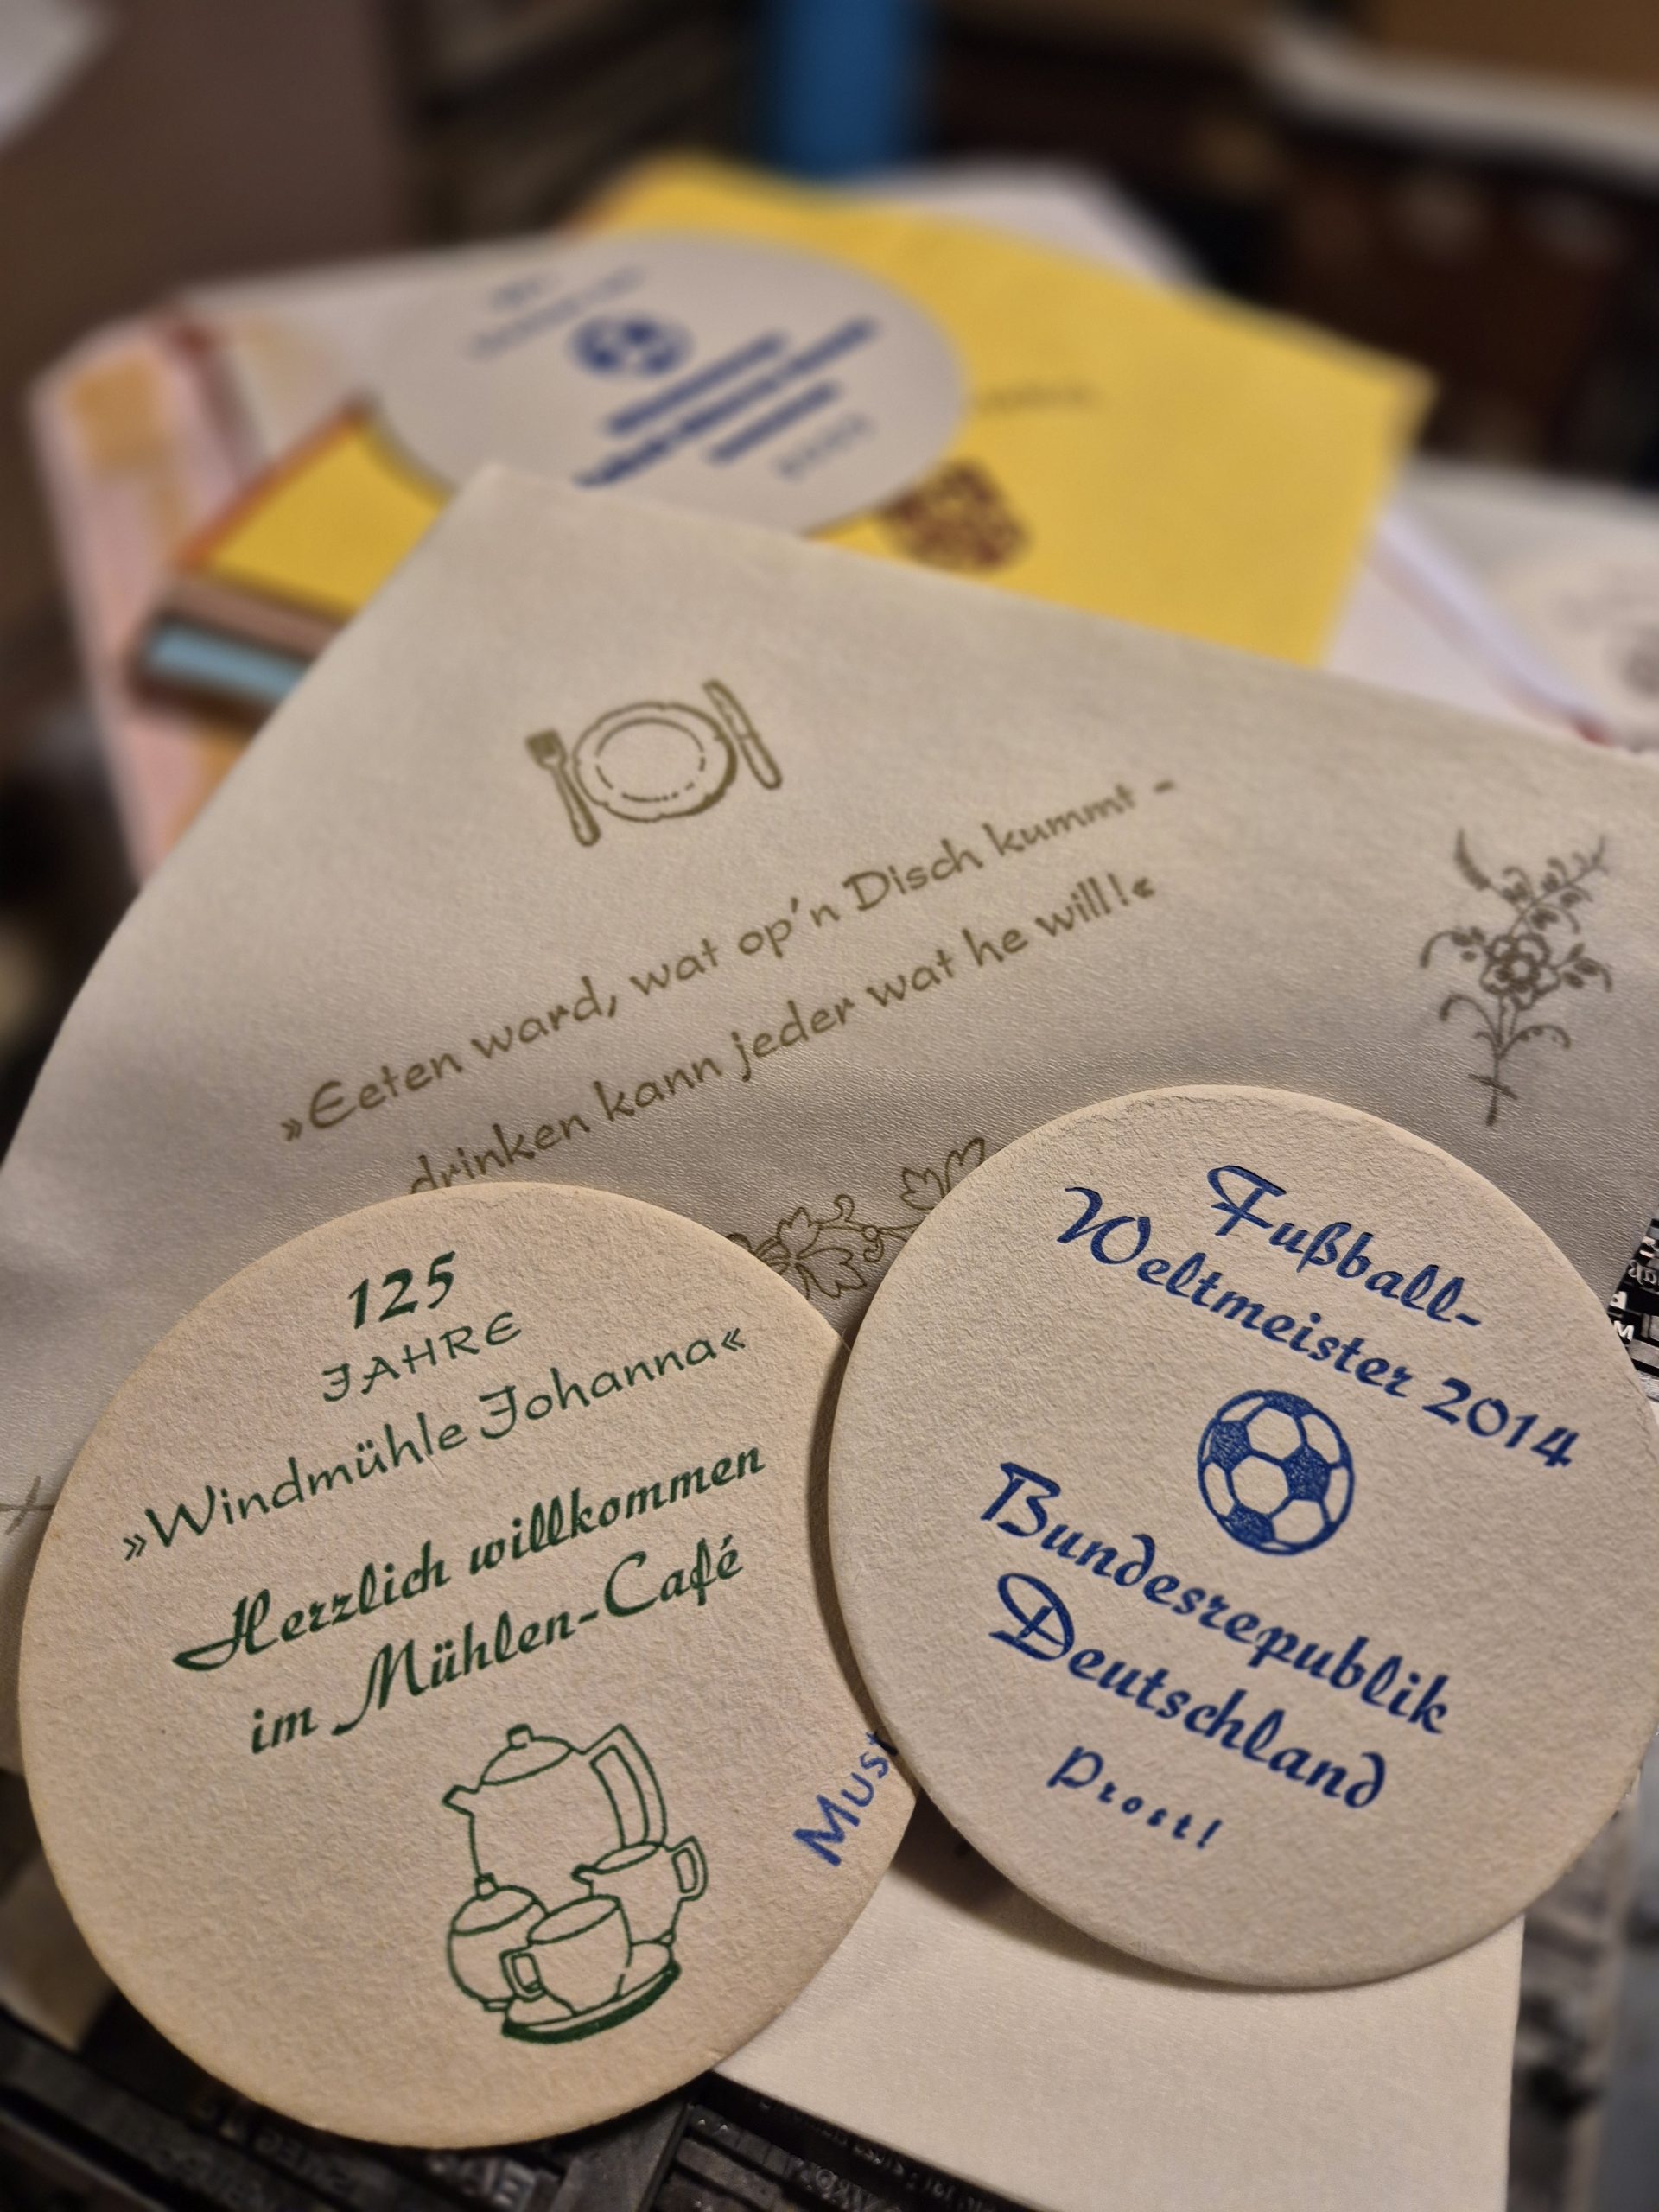 »Eeten ward, wat op'n Disch kummt -
drinken kann jeder wat he will!«
125
JAHRE
»Windmühle Johanna«
Herzlich willkommen
im Mühlen-Café
Must
Fußball-
Weltmeister 2014
Bundesrepublik
Deutschland
Prost!